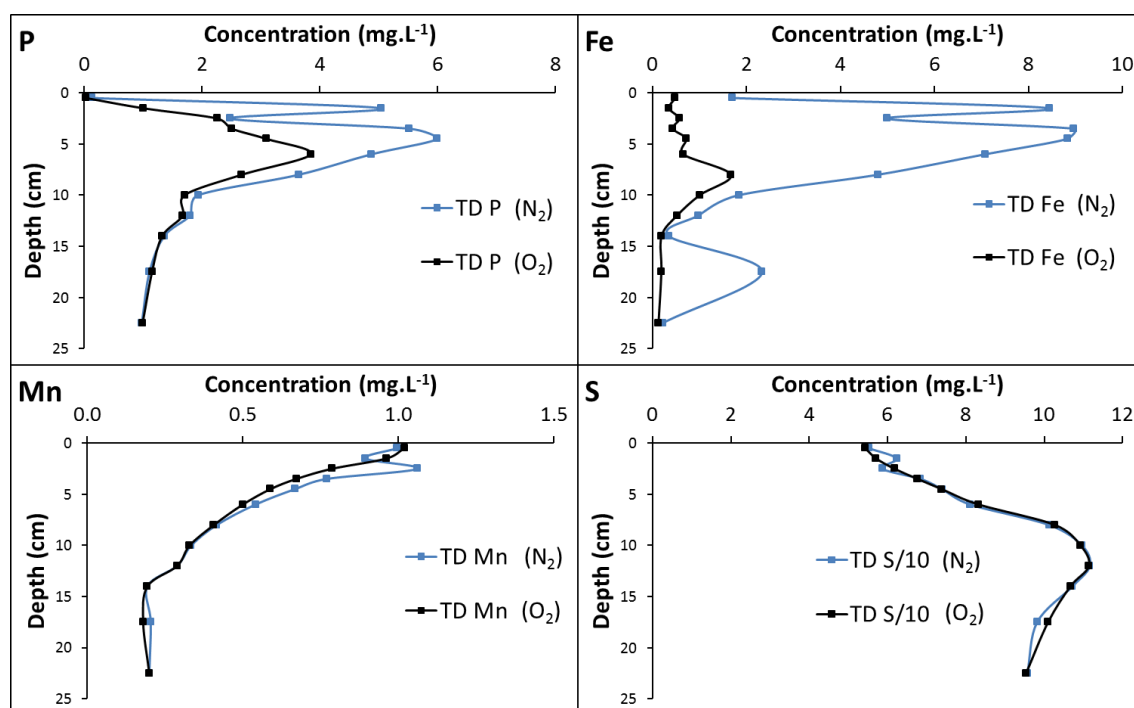 P
Concentration (mg.L⁻¹)
0 2 4 6 8
0
5
10
15
20
25
Depth (cm)
TD P (N₂)
TD P (O₂)
Fe
Concentration (mg.L⁻¹)
0 2 4 6 8 10
0
5
10
15
20
25
Depth (cm)
TD Fe (N₂)
TD Fe (O₂)
Mn
Concentration (mg.L⁻¹)
0.0 0.5 1.0 1.5
0
5
10
15
20
25
Depth (cm)
TD Mn (N₂)
TD Mn (O₂)
S
Concentration (mg.L⁻¹)
0 2 4 6 8 10 12
0
5
10
15
20
25
Depth (cm)
TD S/10 (N₂)
TD S/10 (O₂)